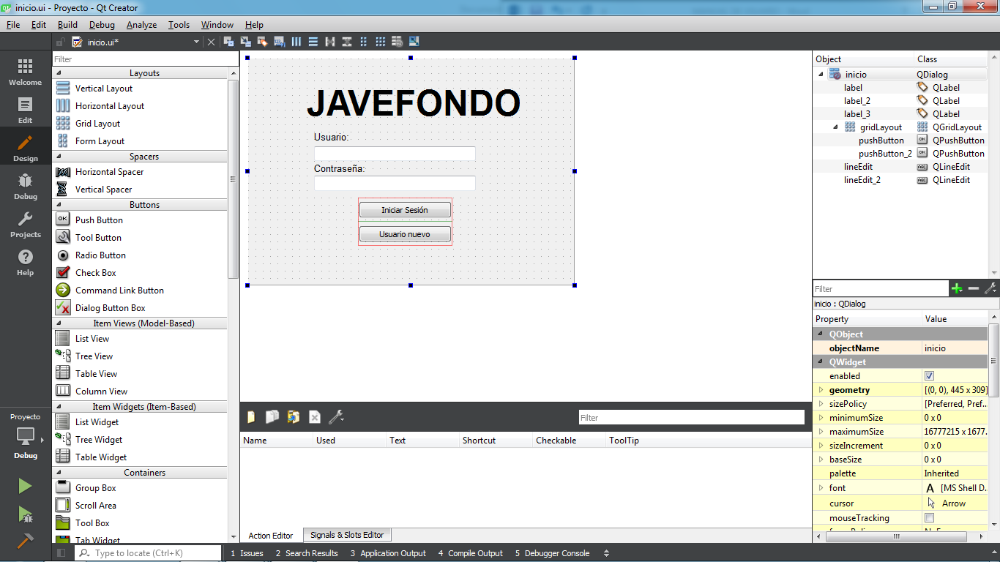 inicio.ui - Proyecto - Qt Creator
File Edit Build Debug Analyze Tools Window Help
inicio.ui*
Welcome
Edit
Design
Debug
Projects
Help
Proyecto
Debug
Filter
Layouts
Vertical Layout
Horizontal Layout
Grid Layout
Form Layout
Spacers
Horizontal Spacer
Vertical Spacer
Buttons
Push Button
Tool Button
Radio Button
Check Box
Command Link Button
Dialog Button Box
Item Views (Model-Based)
List View
Tree View
Table View
Column View
Item Widgets (Item-Based)
List Widget
Tree Widget
Table Widget
Containers
Group Box
Scroll Area
Tool Box
Tab Widget
JAVEFONDO
Usuario:
Contraseña:
Iniciar Sesión
Usuario nuevo
Filter
Name Used Text Shortcut Checkable ToolTip
Action Editor Signals & Slots Editor
Object Class
inicio QDialog
label QLabel
label_2 QLabel
label_3 QLabel
gridLayout QGridLayout
pushButton QPushButton
pushButton_2 QPushButton
lineEdit QLineEdit
lineEdit_2 QLineEdit
Filter
inicio : QDialog
Property Value
QObject
objectName inicio
QWidget
enabled
geometry [(0, 0), 445 x 309]
sizePolicy [Preferred, Pref...
minimumSize 0 x 0
maximumSize 16777215 x 1677...
sizeIncrement 0 x 0
baseSize 0 x 0
palette Inherited
font A [MS Shell D...
cursor Arrow
mouseTracking
Type to locate (Ctrl+K) 1 Issues 2 Search Results 3 Application Output 4 Compile Output 5 Debugger Console